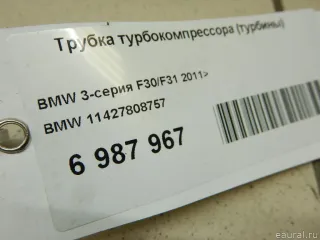 Трубка турбокомпрессора (турбины)
BMW 3-серия F30/F31 2011>
BMW 11427808757
6 987 967
eaural.ru